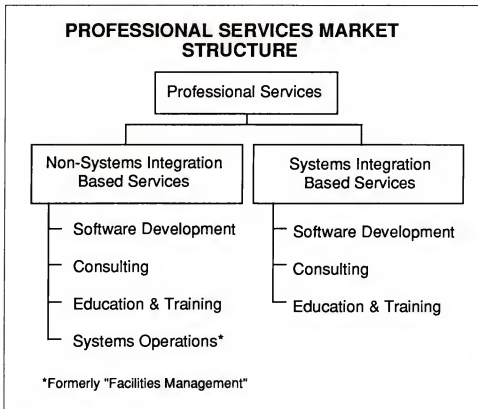 PROFESSIONAL SERVICES MARKET
STRUCTURE
Professional Services
Non-Systems Integration
Based Services
Software Development
Consulting
Education & Training
Systems Operations*
Systems Integration
Based Services
Software Development
Consulting
Education & Training
*Formerly "Facilities Management"